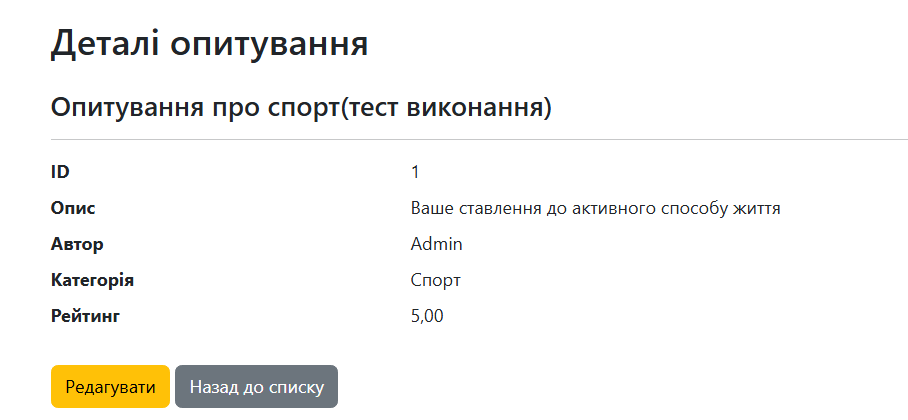 Деталі опитування
Опитування про спорт(тест виконання)
ID 1
Опис Ваше ставлення до активного способу життя
Автор Admin
Категорія Спорт
Рейтинг 5,00
Редагувати Назад до списку